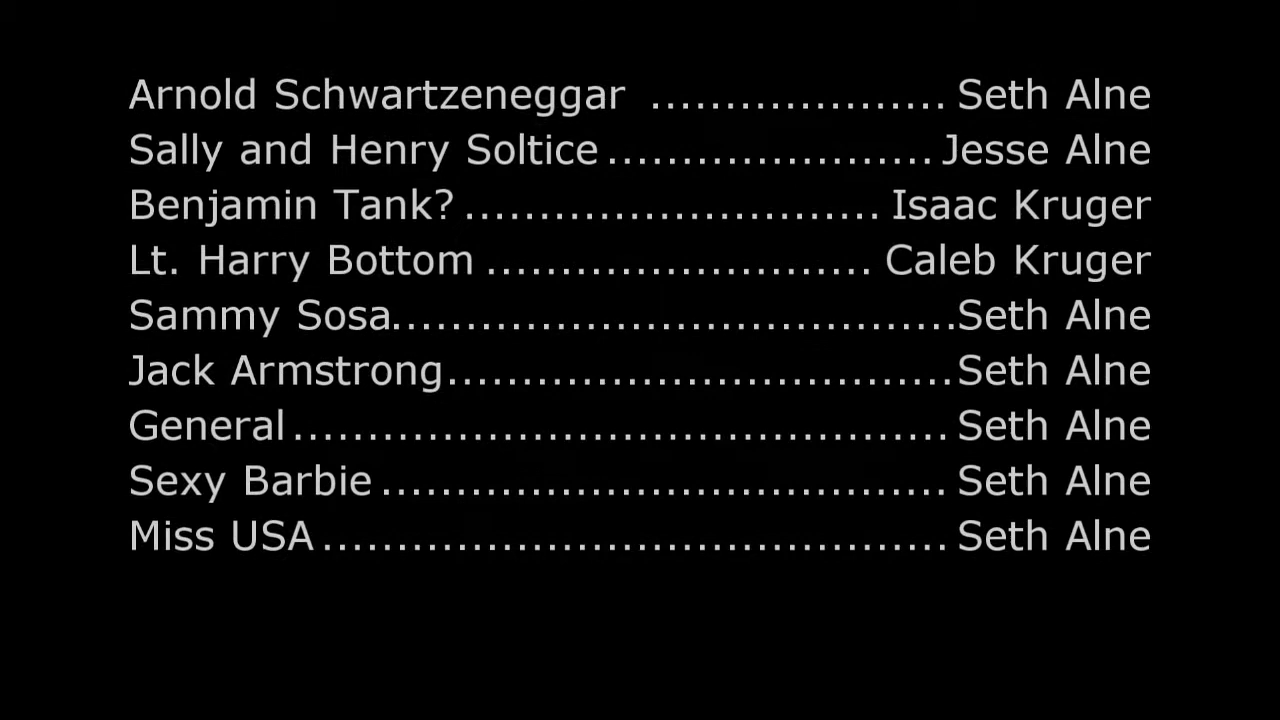 Arnold Schwartzeneggar .................... Seth Alne
Sally and Henry Soltice...................... Jesse Alne
Benjamin Tank?............................ Isaac Kruger
Lt. Harry Bottom .......................... Caleb Kruger
Sammy Sosa......................................Seth Alne
Jack Armstrong..................................Seth Alne
General............................................ Seth Alne
Sexy Barbie...................................... Seth Alne
Miss USA.......................................... Seth Alne